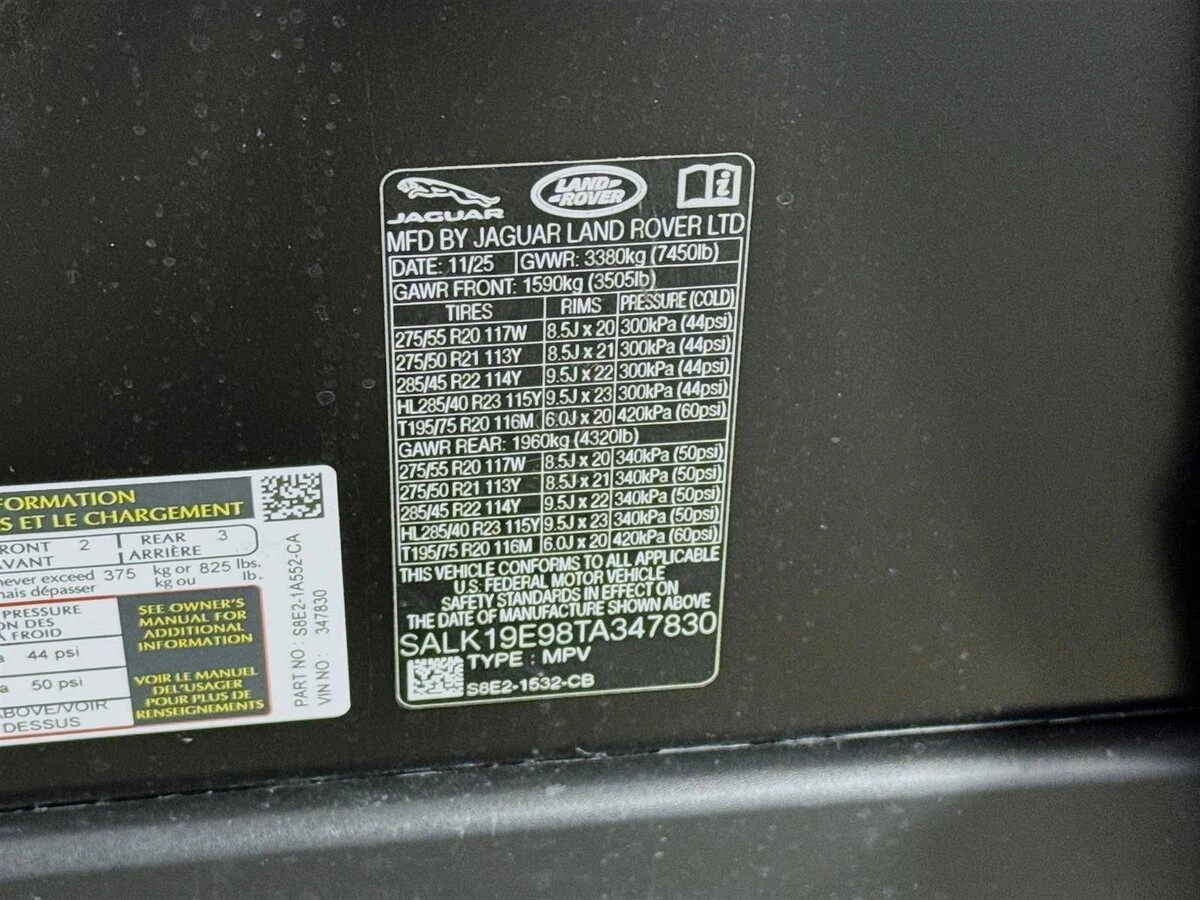 JAGUAR
LAND-
ROVER
MFD BY JAGUAR LAND ROVER LTD
DATE: 11/25 GVWR: 3380kg (7450lb)
GAWR FRONT: 1590kg (3505lb)
TIRES RIMS PRESSURE (COLD)
275/55 R20 117W 8.5J x 20 300kPa (44psi)
275/50 R21 113Y 8.5J x 21 300kPa (44psi)
285/45 R22 114Y 9.5J x 22 300kPa (44psi)
HL285/40 R23 115Y 9.5J x 23 300kPa (44psi)
T195/75 R20 116M 6.0J x 20 420kPa (60psi)
GAWR REAR: 1960kg (4320lb)
275/55 R20 117W 8.5J x 20 340kPa (50psi)
275/50 R21 113Y 8.5J x 21 340kPa (50psi)
285/45 R22 114Y 9.5J x 22 340kPa (50psi)
HL285/40 R23 115Y 9.5J x 23 340kPa (50psi)
T195/75 R20 116M 6.0J x 20 420kPa (60psi)
THIS VEHICLE CONFORMS TO ALL APPLICABLE
U.S. FEDERAL MOTOR VEHICLE
SAFETY STANDARDS IN EFFECT ON
THE DATE OF MANUFACTURE SHOWN ABOVE
SALK19E98TA347830
TYPE : MPV
S8E2-1532-CB
FORMATION
S ET LE CHARGEMENT
RONT 2 REAR 3
AVANT ARRIÈRE
never exceed 375 kg or 825 lbs.
mais dépasser kg ou lb.
PRESSURE
ON DES
À FROID
a 44 psi
a 50 psi
ABOVE/VOIR
DESSUS
SEE OWNER'S
MANUAL FOR
ADDITIONAL
INFORMATION
VOIR LE MANUEL
DEL'USAGER
POUR PLUS DE
RENSEIGNEMENTS
PART NO : S8E2-1A552-CA
VIN NO : 347830